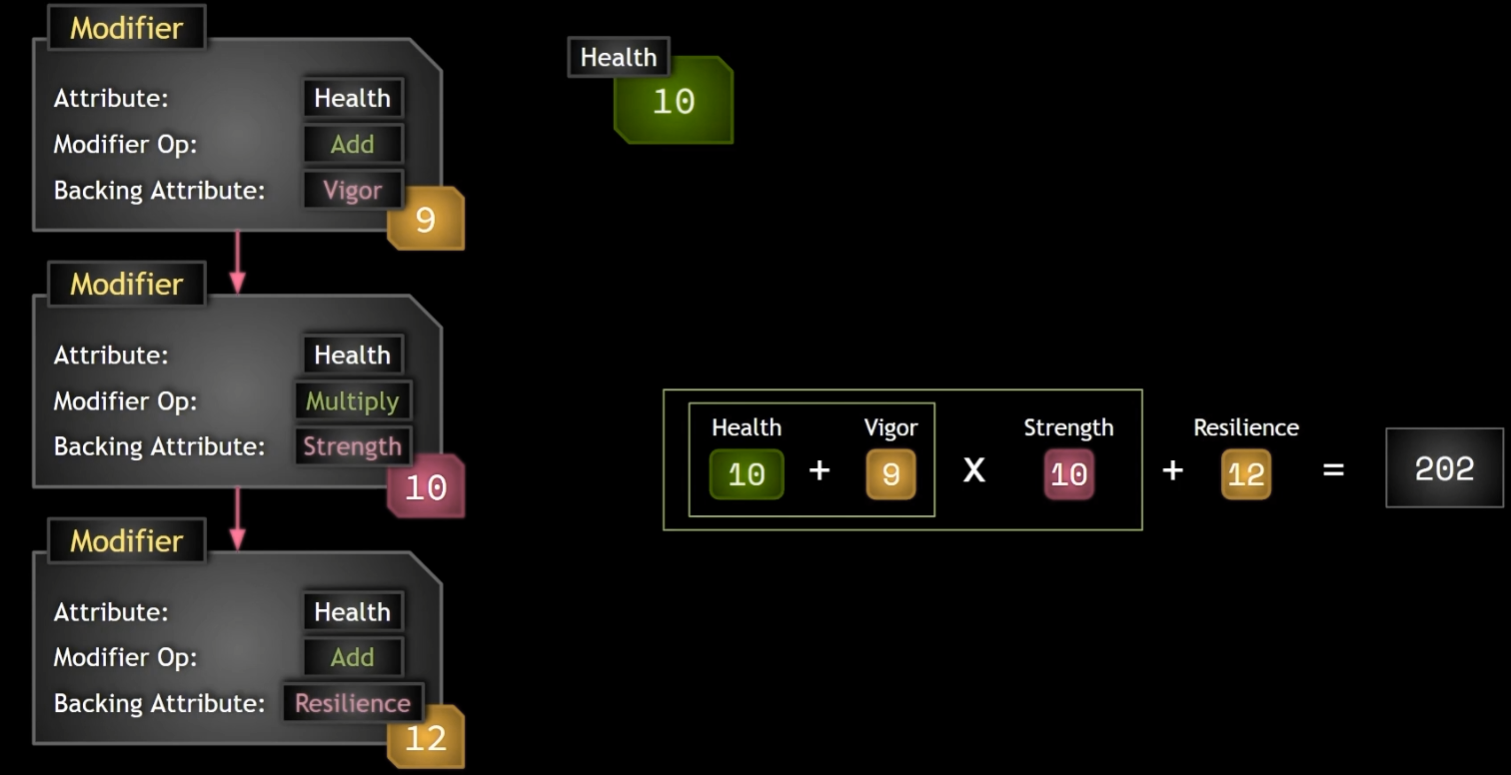 Modifier
Attribute: Health
Modifier Op: Add
Backing Attribute: Vigor
9
Modifier
Attribute: Health
Modifier Op: Multiply
Backing Attribute: Strength
10
Modifier
Attribute: Health
Modifier Op: Add
Backing Attribute: Resilience
12
Health
10
Health Vigor Strength Resilience
10 + 9 X 10 + 12 = 202